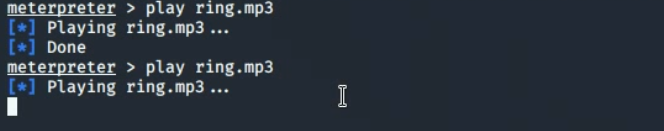 meterpreter > play ring.mp3
[*] Playing ring.mp3...
[*] Done
meterpreter > play ring.mp3
[*] Playing ring.mp3...